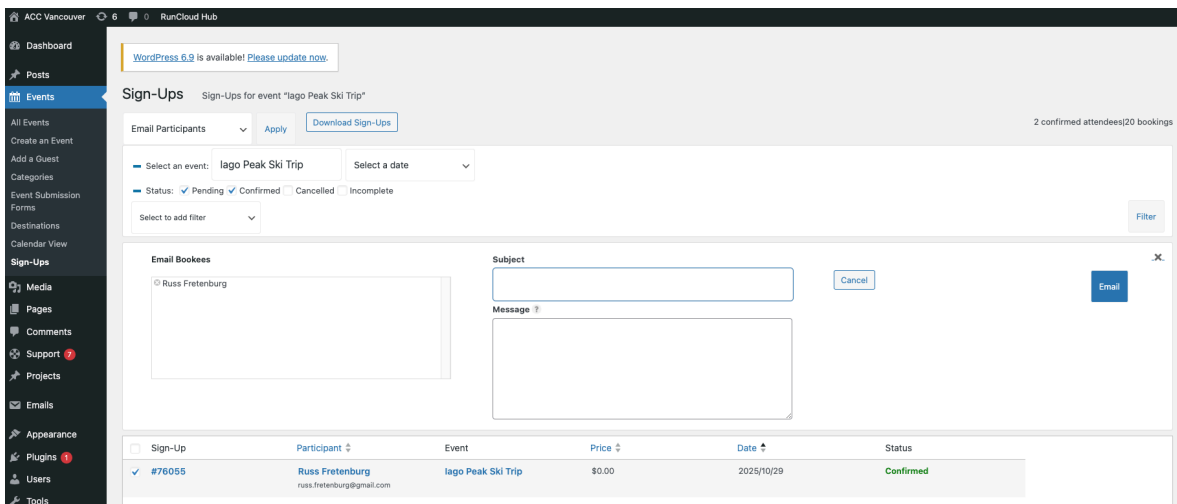 ACC Vancouver 6 0 RunCloud Hub
Dashboard
Posts
Events
All Events
Create an Event
Add a Guest
Categories
Event Submission
Forms
Destinations
Calendar View
Sign-Ups
Media
Pages
Comments
Support 7
Projects
Emails
Appearance
Plugins 1
Users
Tools
WordPress 6.9 is available! Please update now.
Sign-Ups Sign-Ups for event "Iago Peak Ski Trip"
Email Participants Apply Download Sign-Ups 2 confirmed attendees|20 bookings
Select an event: Iago Peak Ski Trip Select a date
Status: Pending Confirmed Cancelled Incomplete
Select to add filter Filter
Email Bookees Subject X
Russ Fretenburg Cancel Email
Message ?
Sign-Up Participant Event Price Date Status
#76055 Russ Fretenburg Iago Peak Ski Trip $0.00 2025/10/29 Confirmed
russ.fretenburg@gmail.com